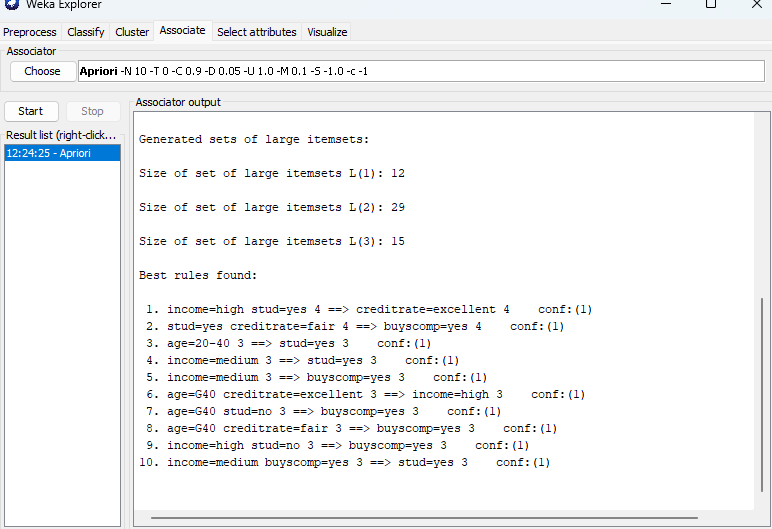 Weka Explorer
Preprocess Classify Cluster Associate Select attributes Visualize
Associator
Choose Apriori -N 10 -T 0 -C 0.9 -D 0.05 -U 1.0 -M 0.1 -S -1.0 -c -1
Start Stop
Result list (right-click...
12:24:25 - Apriori
Associator output
Generated sets of large itemsets:
Size of set of large itemsets L(1): 12
Size of set of large itemsets L(2): 29
Size of set of large itemsets L(3): 15
Best rules found:
1. income=high stud=yes 4 ==> creditrate=excellent 4 conf:(1)
2. stud=yes creditrate=fair 4 ==> buyscomp=yes 4 conf:(1)
3. age=20-40 3 ==> stud=yes 3 conf:(1)
4. income=medium 3 ==> stud=yes 3 conf:(1)
5. income=medium 3 ==> buyscomp=yes 3 conf:(1)
6. age=G40 creditrate=excellent 3 ==> income=high 3 conf:(1)
7. age=G40 stud=no 3 ==> buyscomp=yes 3 conf:(1)
8. age=G40 creditrate=fair 3 ==> buyscomp=yes 3 conf:(1)
9. income=high stud=no 3 ==> buyscomp=yes 3 conf:(1)
10. income=medium buyscomp=yes 3 ==> stud=yes 3 conf:(1)